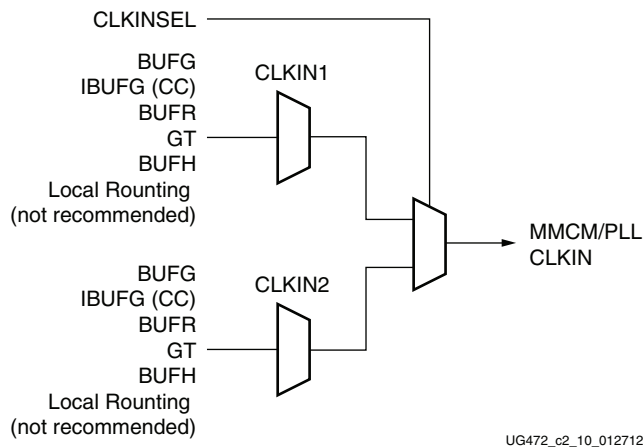 CLKINSEL
BUFG
IBUFG (CC)
BUFR
GT
BUFH
Local Rounting
(not recommended)
CLKIN1
MMCM/PLL
CLKIN
BUFG
IBUFG (CC)
BUFR
GT
BUFH
Local Rounting
(not recommended)
CLKIN2
UG472_c2_10_012712